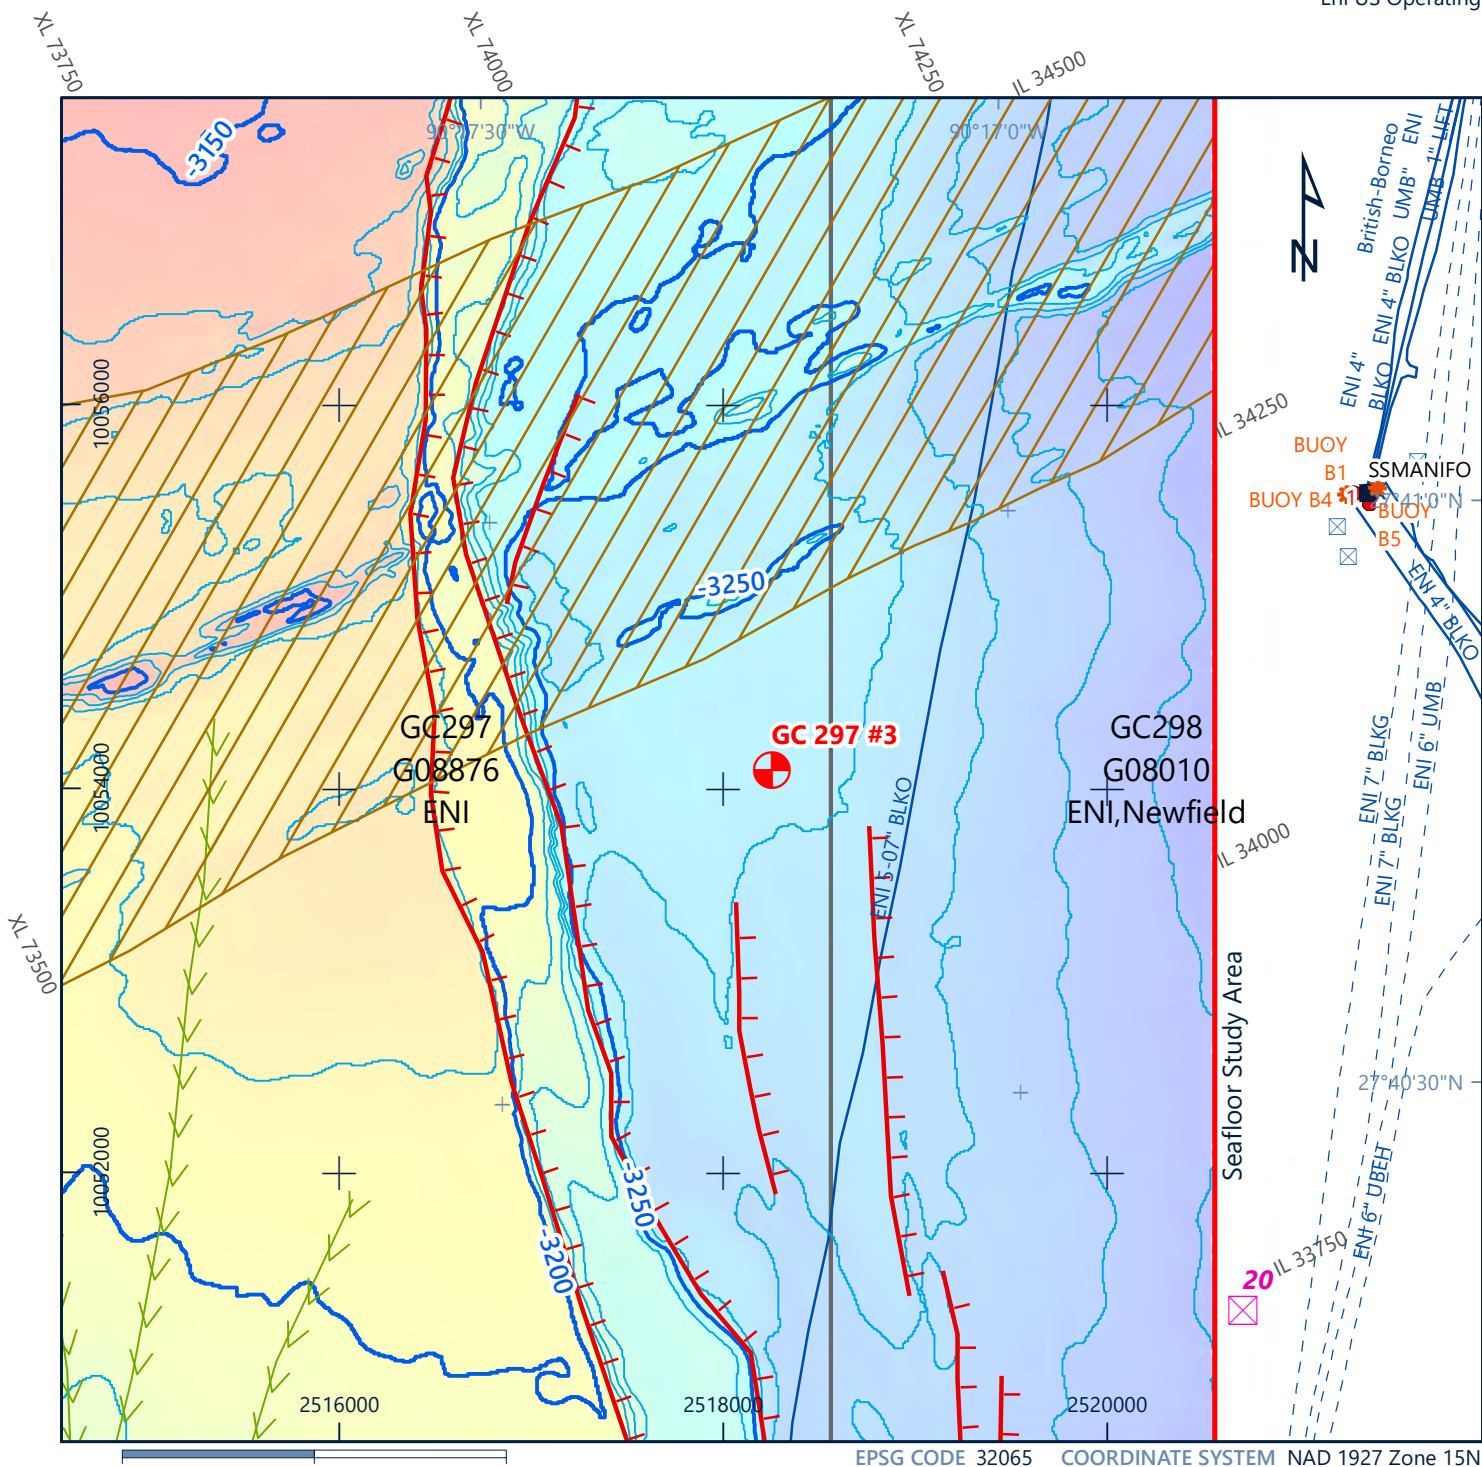 Eni US Operating
XL 73750
XL 74000
XL 74250
IL 34500
90°17'0"W
-3150
British-Borneo
ENI 4" BLKO UMB" ENI
UMB 1" LIFT
ENI 4"
BLKO
10056000
IL 34250
BUOY
B1
SSMANIFO
BUOY B4
27°41'0"N
BUOY
B5
ENI 4" BLKO
-3250
GC297
G08876
ENI
GC 297 #3
GC298
G08010
ENI,Newfield
10054000
ENI 5-07" BLKO
IL 34000
ENI 7" BLKG
ENI 7" BLKG
ENI 6" UMB
XL 73500
Seafloor Study Area
27°40'30"N
10052000
-3250
-3200
ENI 6" UBEH
IL 33750
20
2516000
2518000
2520000
EPSG CODE 32065 COORDINATE SYSTEM NAD 1927 Zone 15N